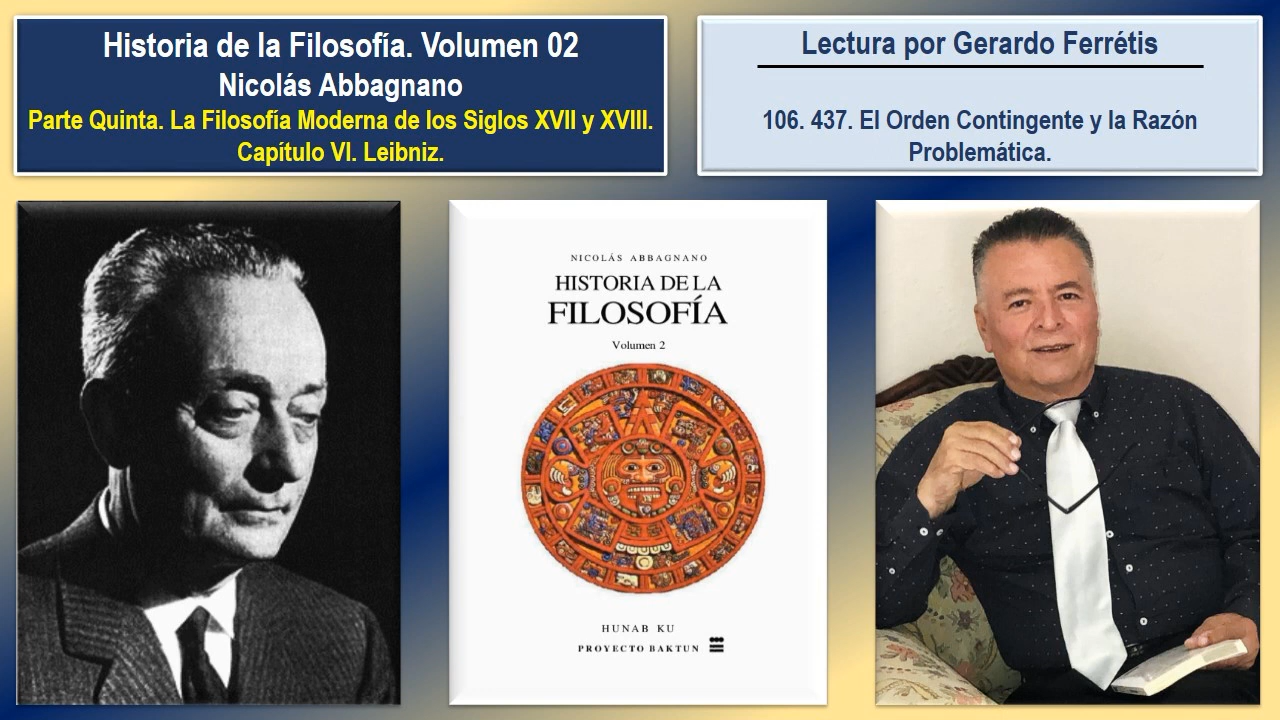 Historia de la Filosofía. Volumen 02
Nicolás Abbagnano
Parte Quinta. La Filosofía Moderna de los Siglos XVII y XVIII.
Capítulo VI. Leibniz.
Lectura por Gerardo Ferrétis
106. 437. El Orden Contingente y la Razón
Problemática.
NICOLÁS ABBAGNANO
HISTORIA DE LA
FILOSOFÍA
Volumen 2
HUNAB KU
PROYECTO BAKTUN